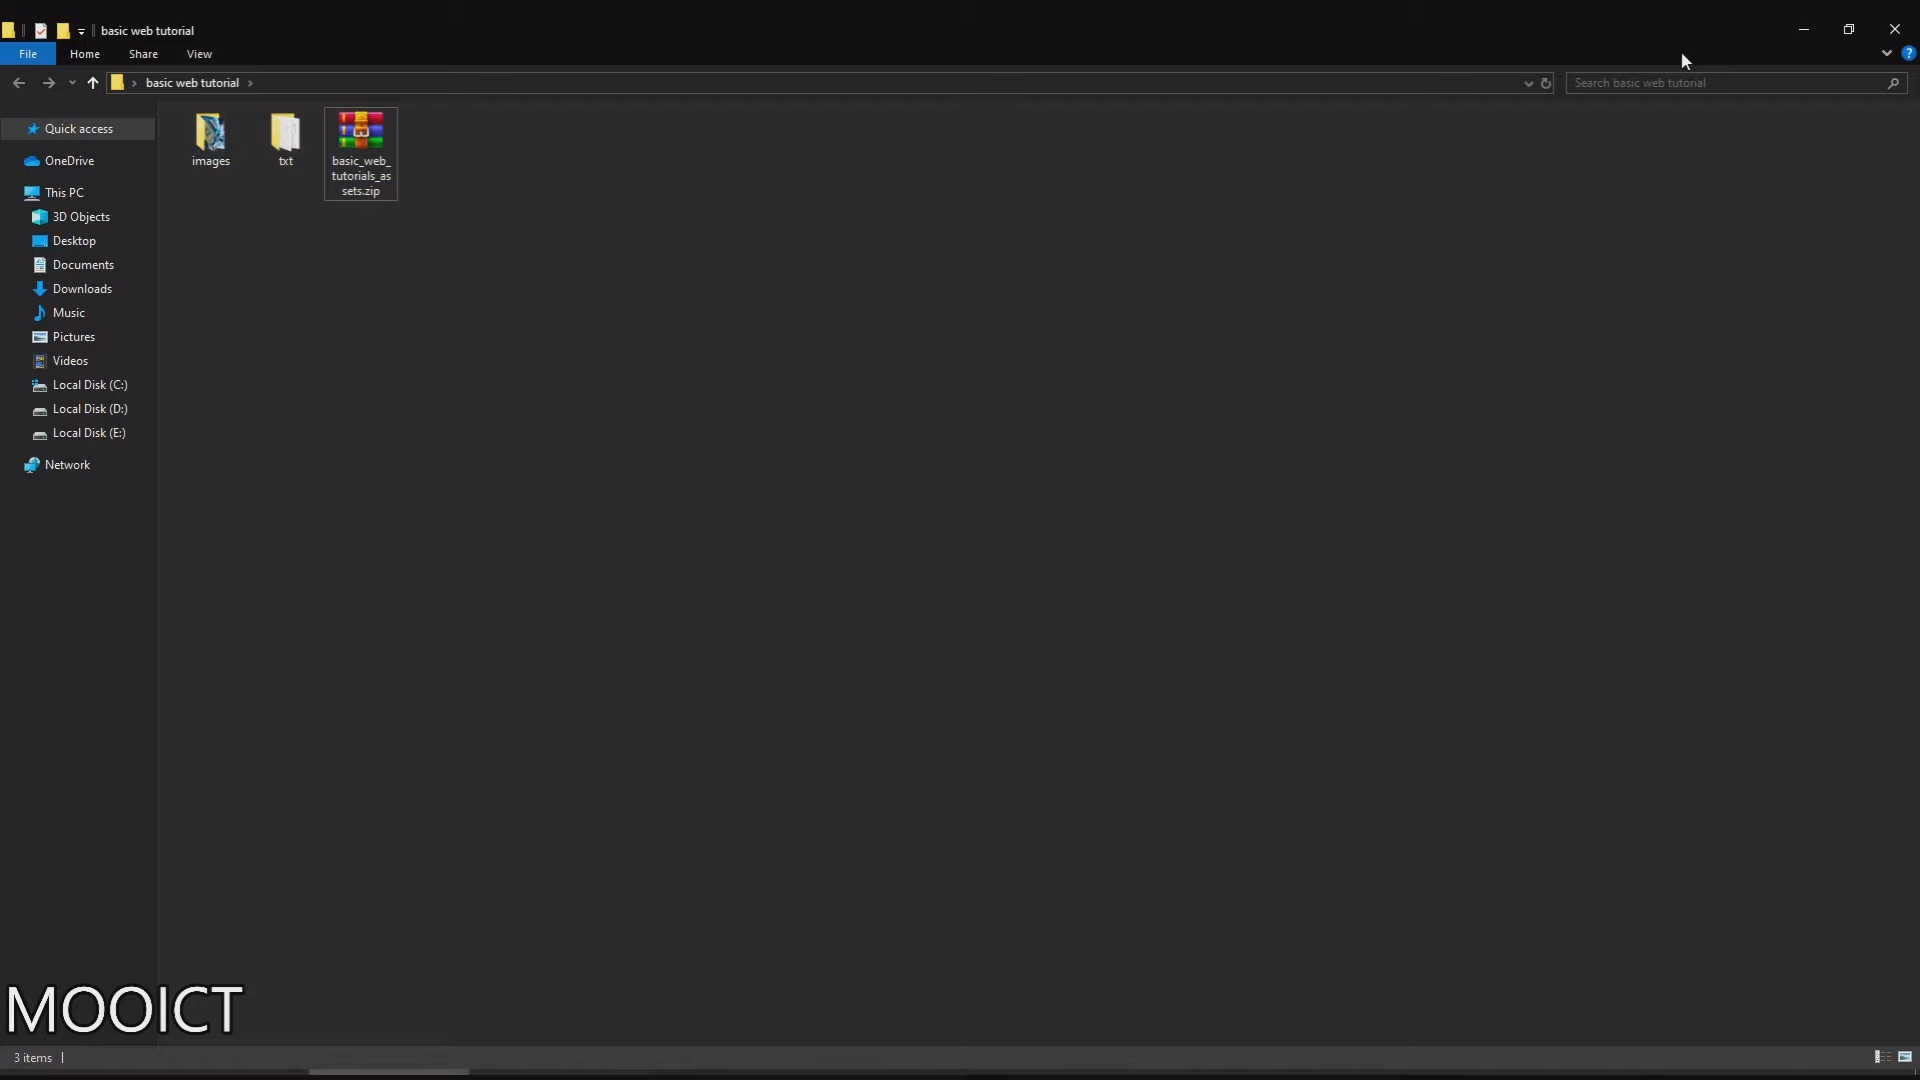 basic web tutorial
File Home Share View
basic web tutorial
Search basic web tutorial
Quick access
OneDrive
This PC
3D Objects
Desktop
Documents
Downloads
Music
Pictures
Videos
Local Disk (C:)
Local Disk (D:)
Local Disk (E:)
Network
images
txt
basic_web_
tutorials_as
sets.zip
MOOICT
3 items